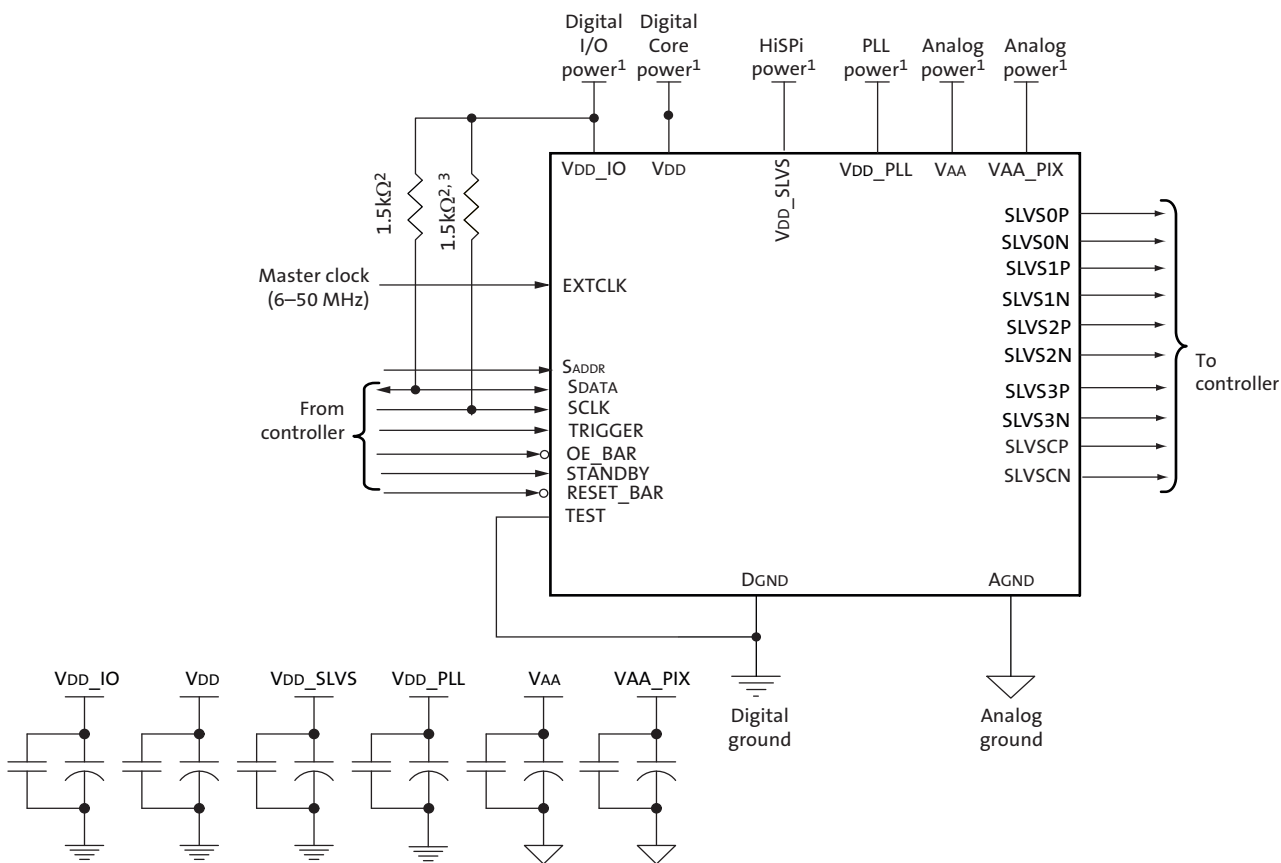 Digital
I/O
power1
Digital
Core
power1
HiSPi
power1
PLL
power1
Analog
power1
Analog
power1
VDD_IO
VDD
VDD_SLVS
VDD_PLL
VAA
VAA_PIX
1.5kΩ2
1.5kΩ2, 3
Master clock
(6–50 MHz)
EXTCLK
From
controller
SADDR
SDATA
SCLK
TRIGGER
OE_BAR
STANDBY
RESET_BAR
TEST
SLVS0P
SLVS0N
SLVS1P
SLVS1N
SLVS2P
SLVS2N
SLVS3P
SLVS3N
SLVSCP
SLVSCN
To
controller
DGND
AGND
Digital
ground
Analog
ground
VDD_IO
VDD
VDD_SLVS
VDD_PLL
VAA
VAA_PIX